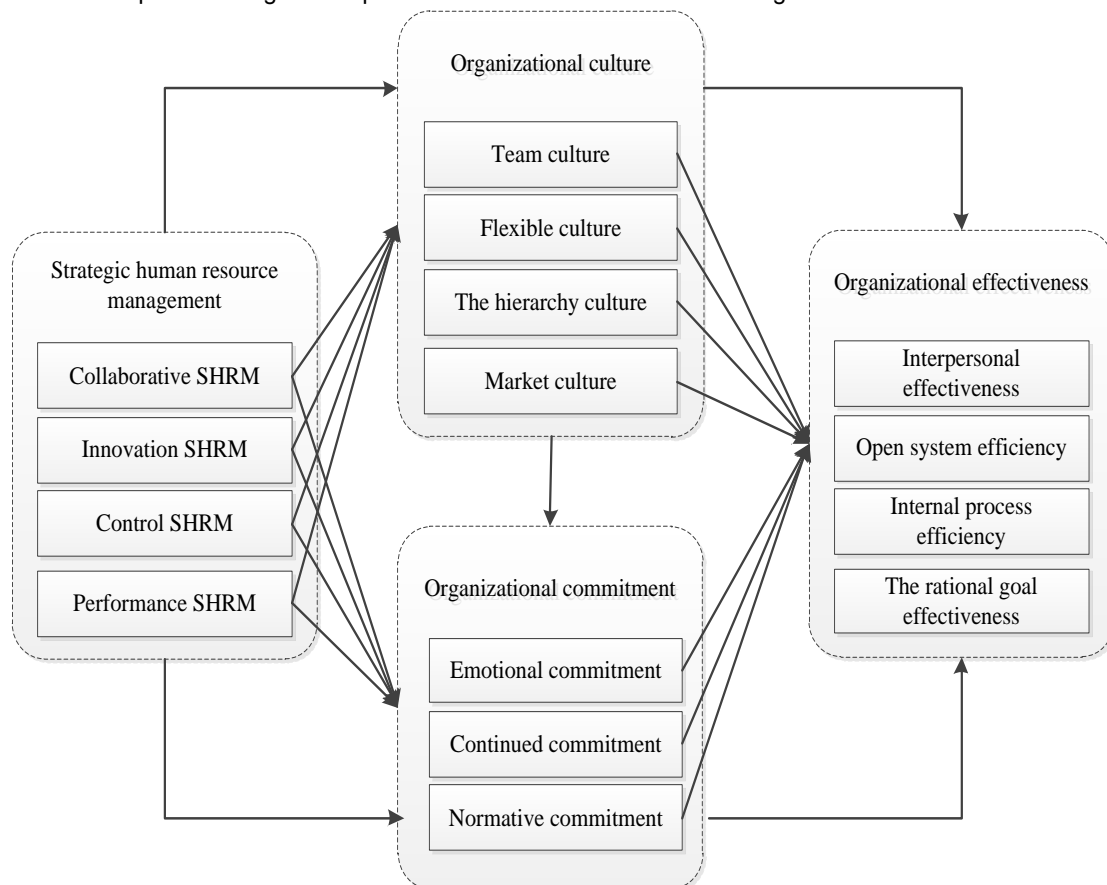 Organizational culture
Team culture
Flexible culture
The hierarchy culture
Market culture
Strategic human resource
management
Collaborative SHRM
Innovation SHRM
Control SHRM
Performance SHRM
Organizational commitment
Emotional commitment
Continued commitment
Normative commitment
Organizational effectiveness
Interpersonal
effectiveness
Open system efficiency
Internal process
efficiency
The rational goal
effectiveness